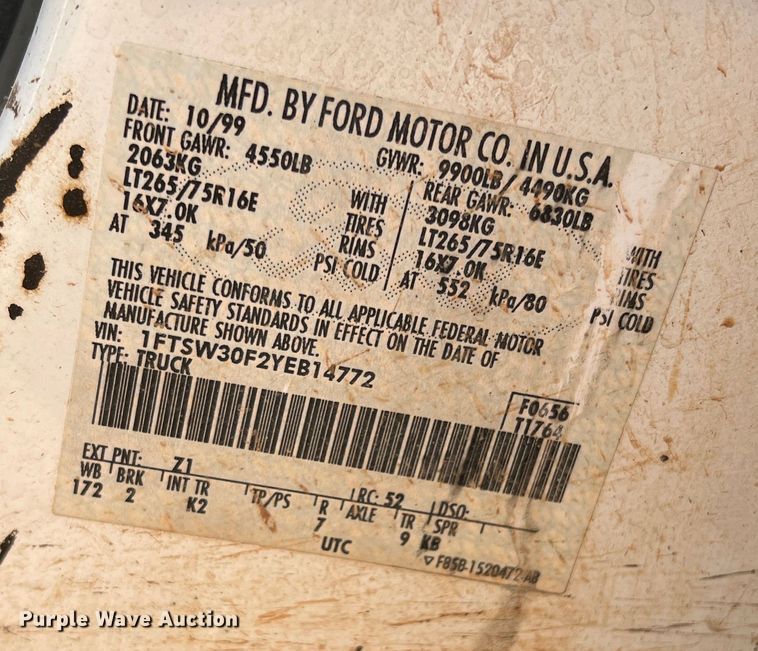 MFD. BY FORD MOTOR CO. IN U.S.A.
DATE: 10/99 GVWR: 9900LB/ 4490KG
FRONT GAWR: 4550LB REAR GAWR: 6830LB
2063KG WITH 3098KG WITH
LT265/75R16E TIRES LT265/75R16E TIRES
16X7.0K RIMS 16X7.0K RIMS
AT 345 kPa/50 PSI COLD AT 552 kPa/80 PSI COLD
THIS VEHICLE CONFORMS TO ALL APPLICABLE FEDERAL MOTOR
VEHICLE SAFETY STANDARDS IN EFFECT ON THE DATE OF
MANUFACTURE SHOWN ABOVE.
VIN: 1FTSW30F2YEB14772
TYPE: TRUCK
F0656
T1764
EXT PNT: Z1 RC: 52 DSO:
WB BRK INT TR TP/PS R AXLE TR SPR
172 2 K2 7 9 KB
UTC
▽ F85B-1520472-AB
Purple Wave Auction